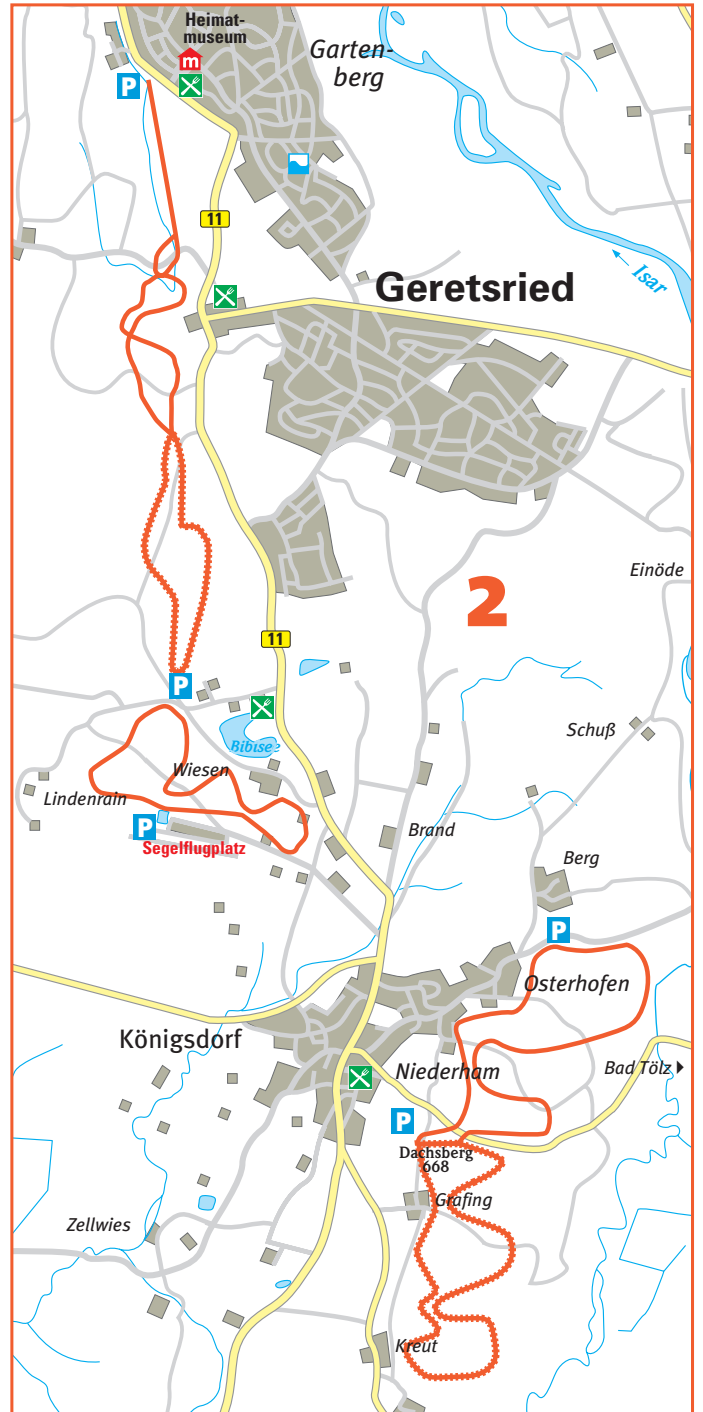 Heimat-
museum
m
Garten-
berg
P
11
Isar
Geretsried
2
Einöde
11
P
Bibisee
Schuß
Wiesen
Lindenrain
P
Segelflugplatz
Brand
Berg
P
Osterhofen
Königsdorf
Niederham
Bad Tölz
P
Dachsberg
668
Grafing
Zellwies
Kreut